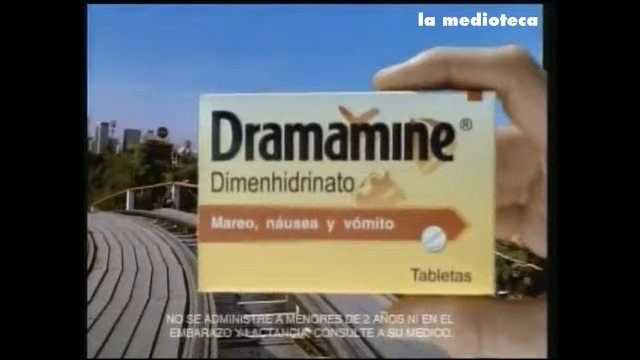 la medioteca
Dramamine®
Dimenhidrinato
Mareo, náusea y vómito
Tabletas
NO SE ADMINISTRE A MENORES DE 2 AÑOS NI EN EL
EMBARAZO Y LACTANCIA. CONSULTE A SU MEDICO.